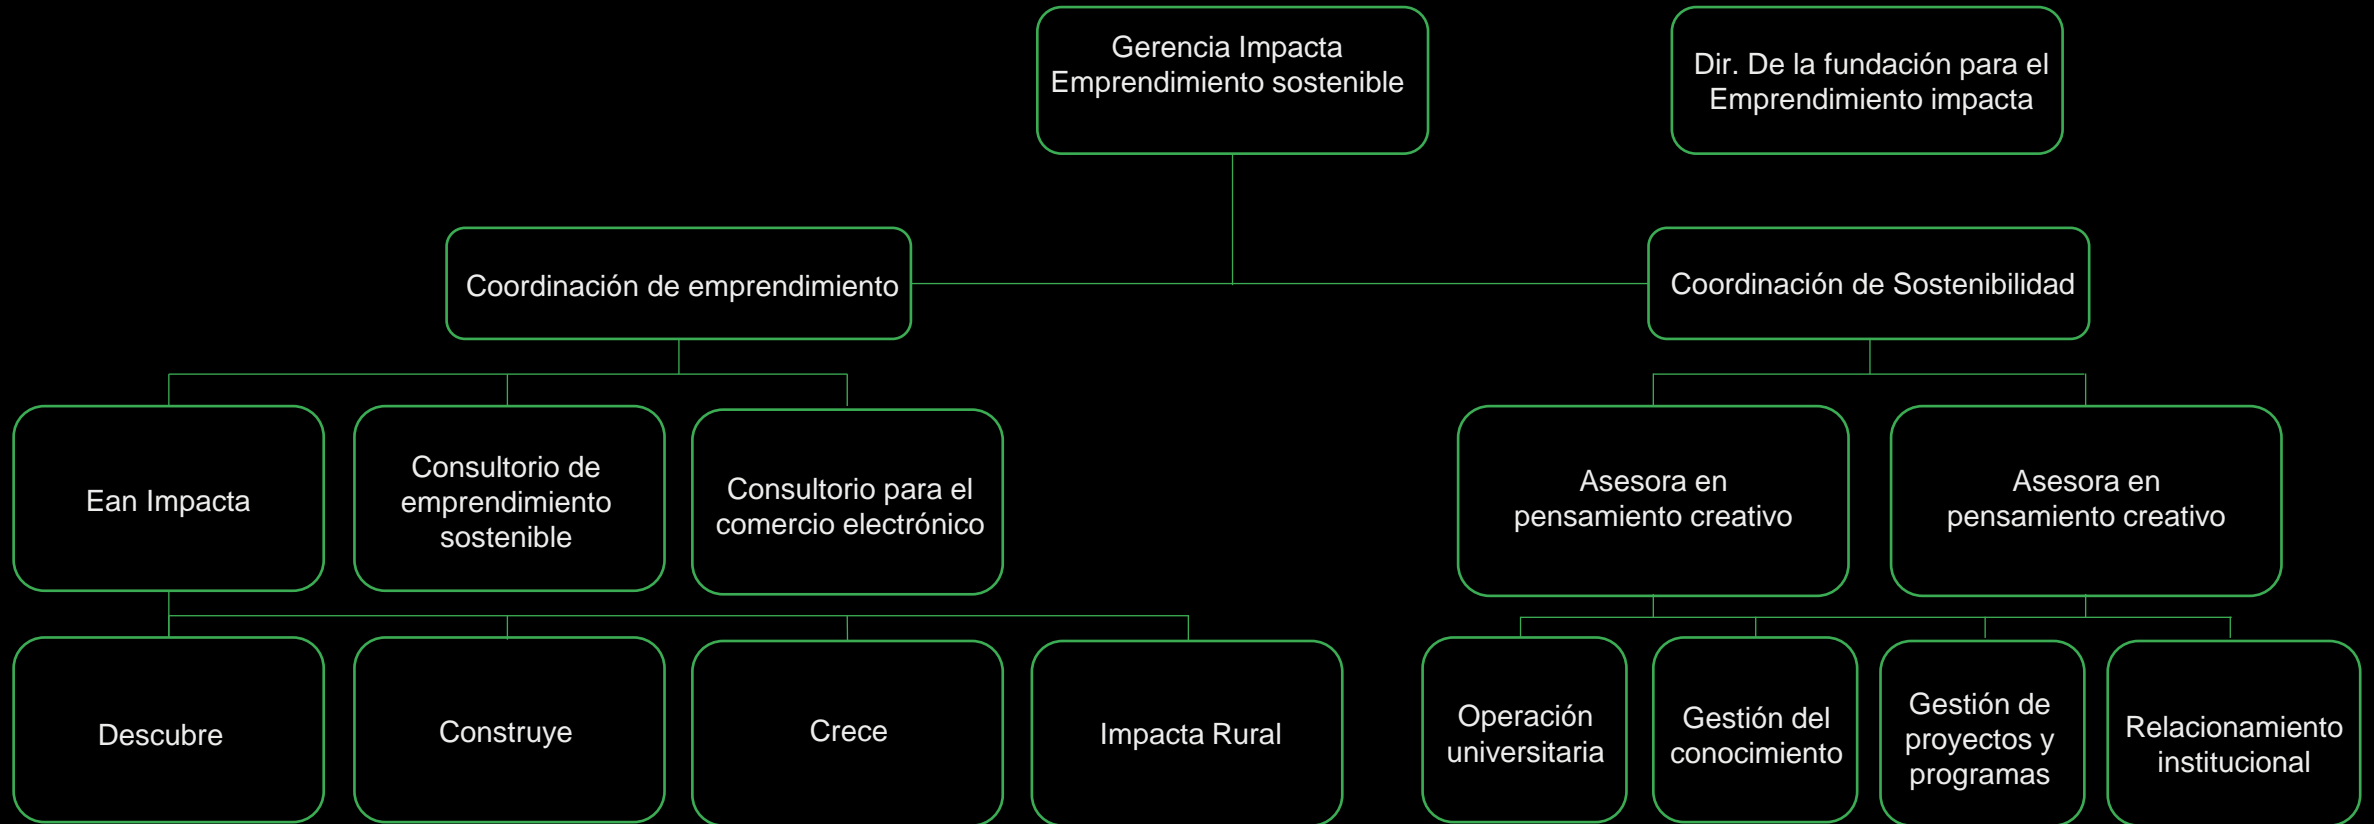 Gerencia Impacta
Emprendimiento sostenible
Dir. De la fundación para el
Emprendimiento impacta
Coordinación de emprendimiento
Coordinación de Sostenibilidad
Ean Impacta
Consultorio de
emprendimiento
sostenible
Consultorio para el
comercio electrónico
Asesora en
pensamiento creativo
Asesora en
pensamiento creativo
Descubre
Construye
Crece
Impacta Rural
Operación
universitaria
Gestión del
conocimiento
Gestión de
proyectos y
programas
Relacionamiento
institucional